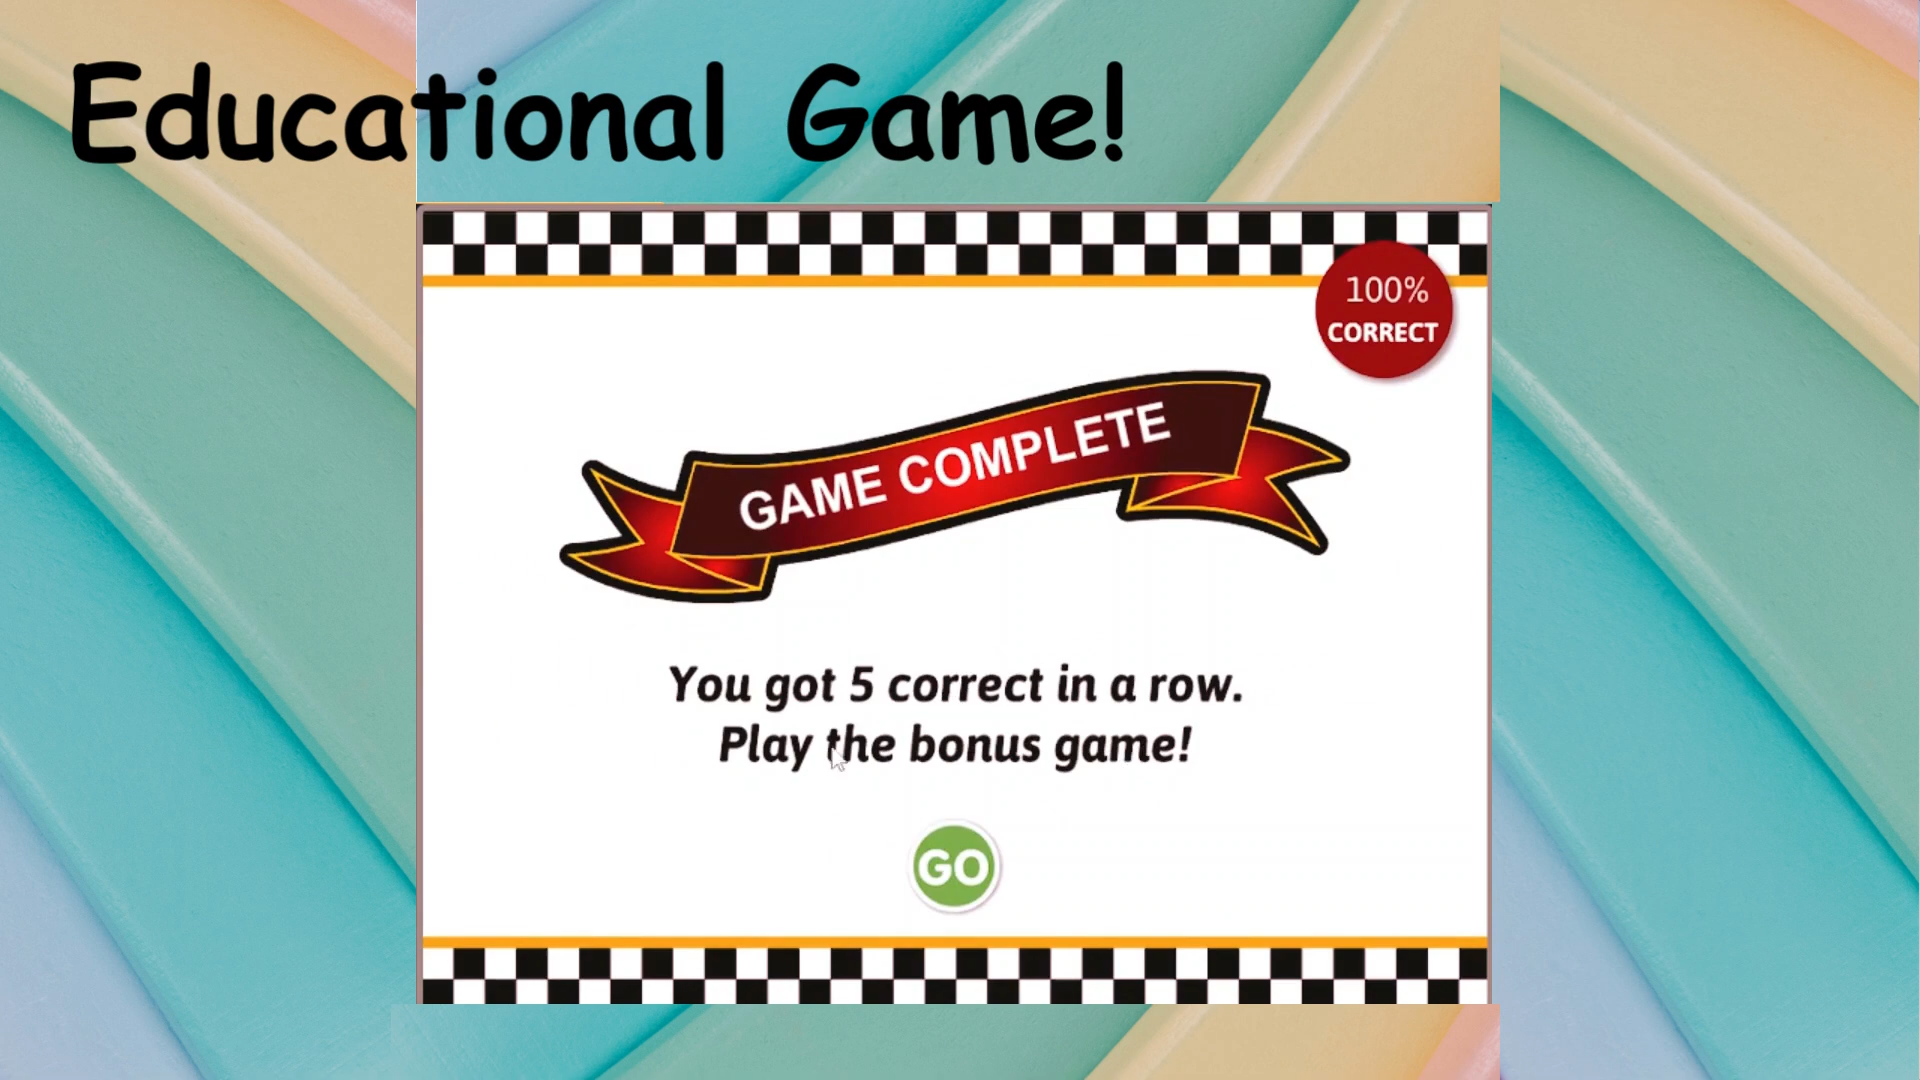 Educational Game!
100%
CORRECT
GAME COMPLETE
You got 5 correct in a row.
Play the bonus game!
GO